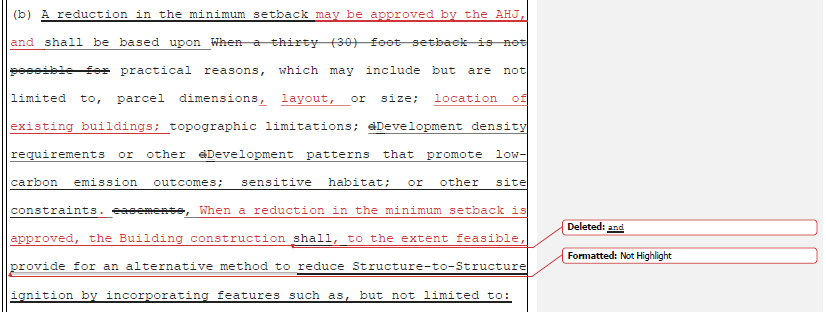 (b) A reduction in the minimum setback may be approved by the AHJ,
and shall be based upon When a thirty (30) foot setback is not
possible for practical reasons, which may include but are not
limited to, parcel dimensions, layout, or size; location of
existing buildings; topographic limitations; dDevelopment density
requirements or other dDevelopment patterns that promote low-
carbon emission outcomes; sensitive habitat; or other site
constraints. easements, When a reduction in the minimum setback is
approved, the Building construction shall, to the extent feasible,
provide for an alternative method to reduce Structure-to-Structure
ignition by incorporating features such as, but not limited to:
Deleted: and
Formatted: Not Highlight